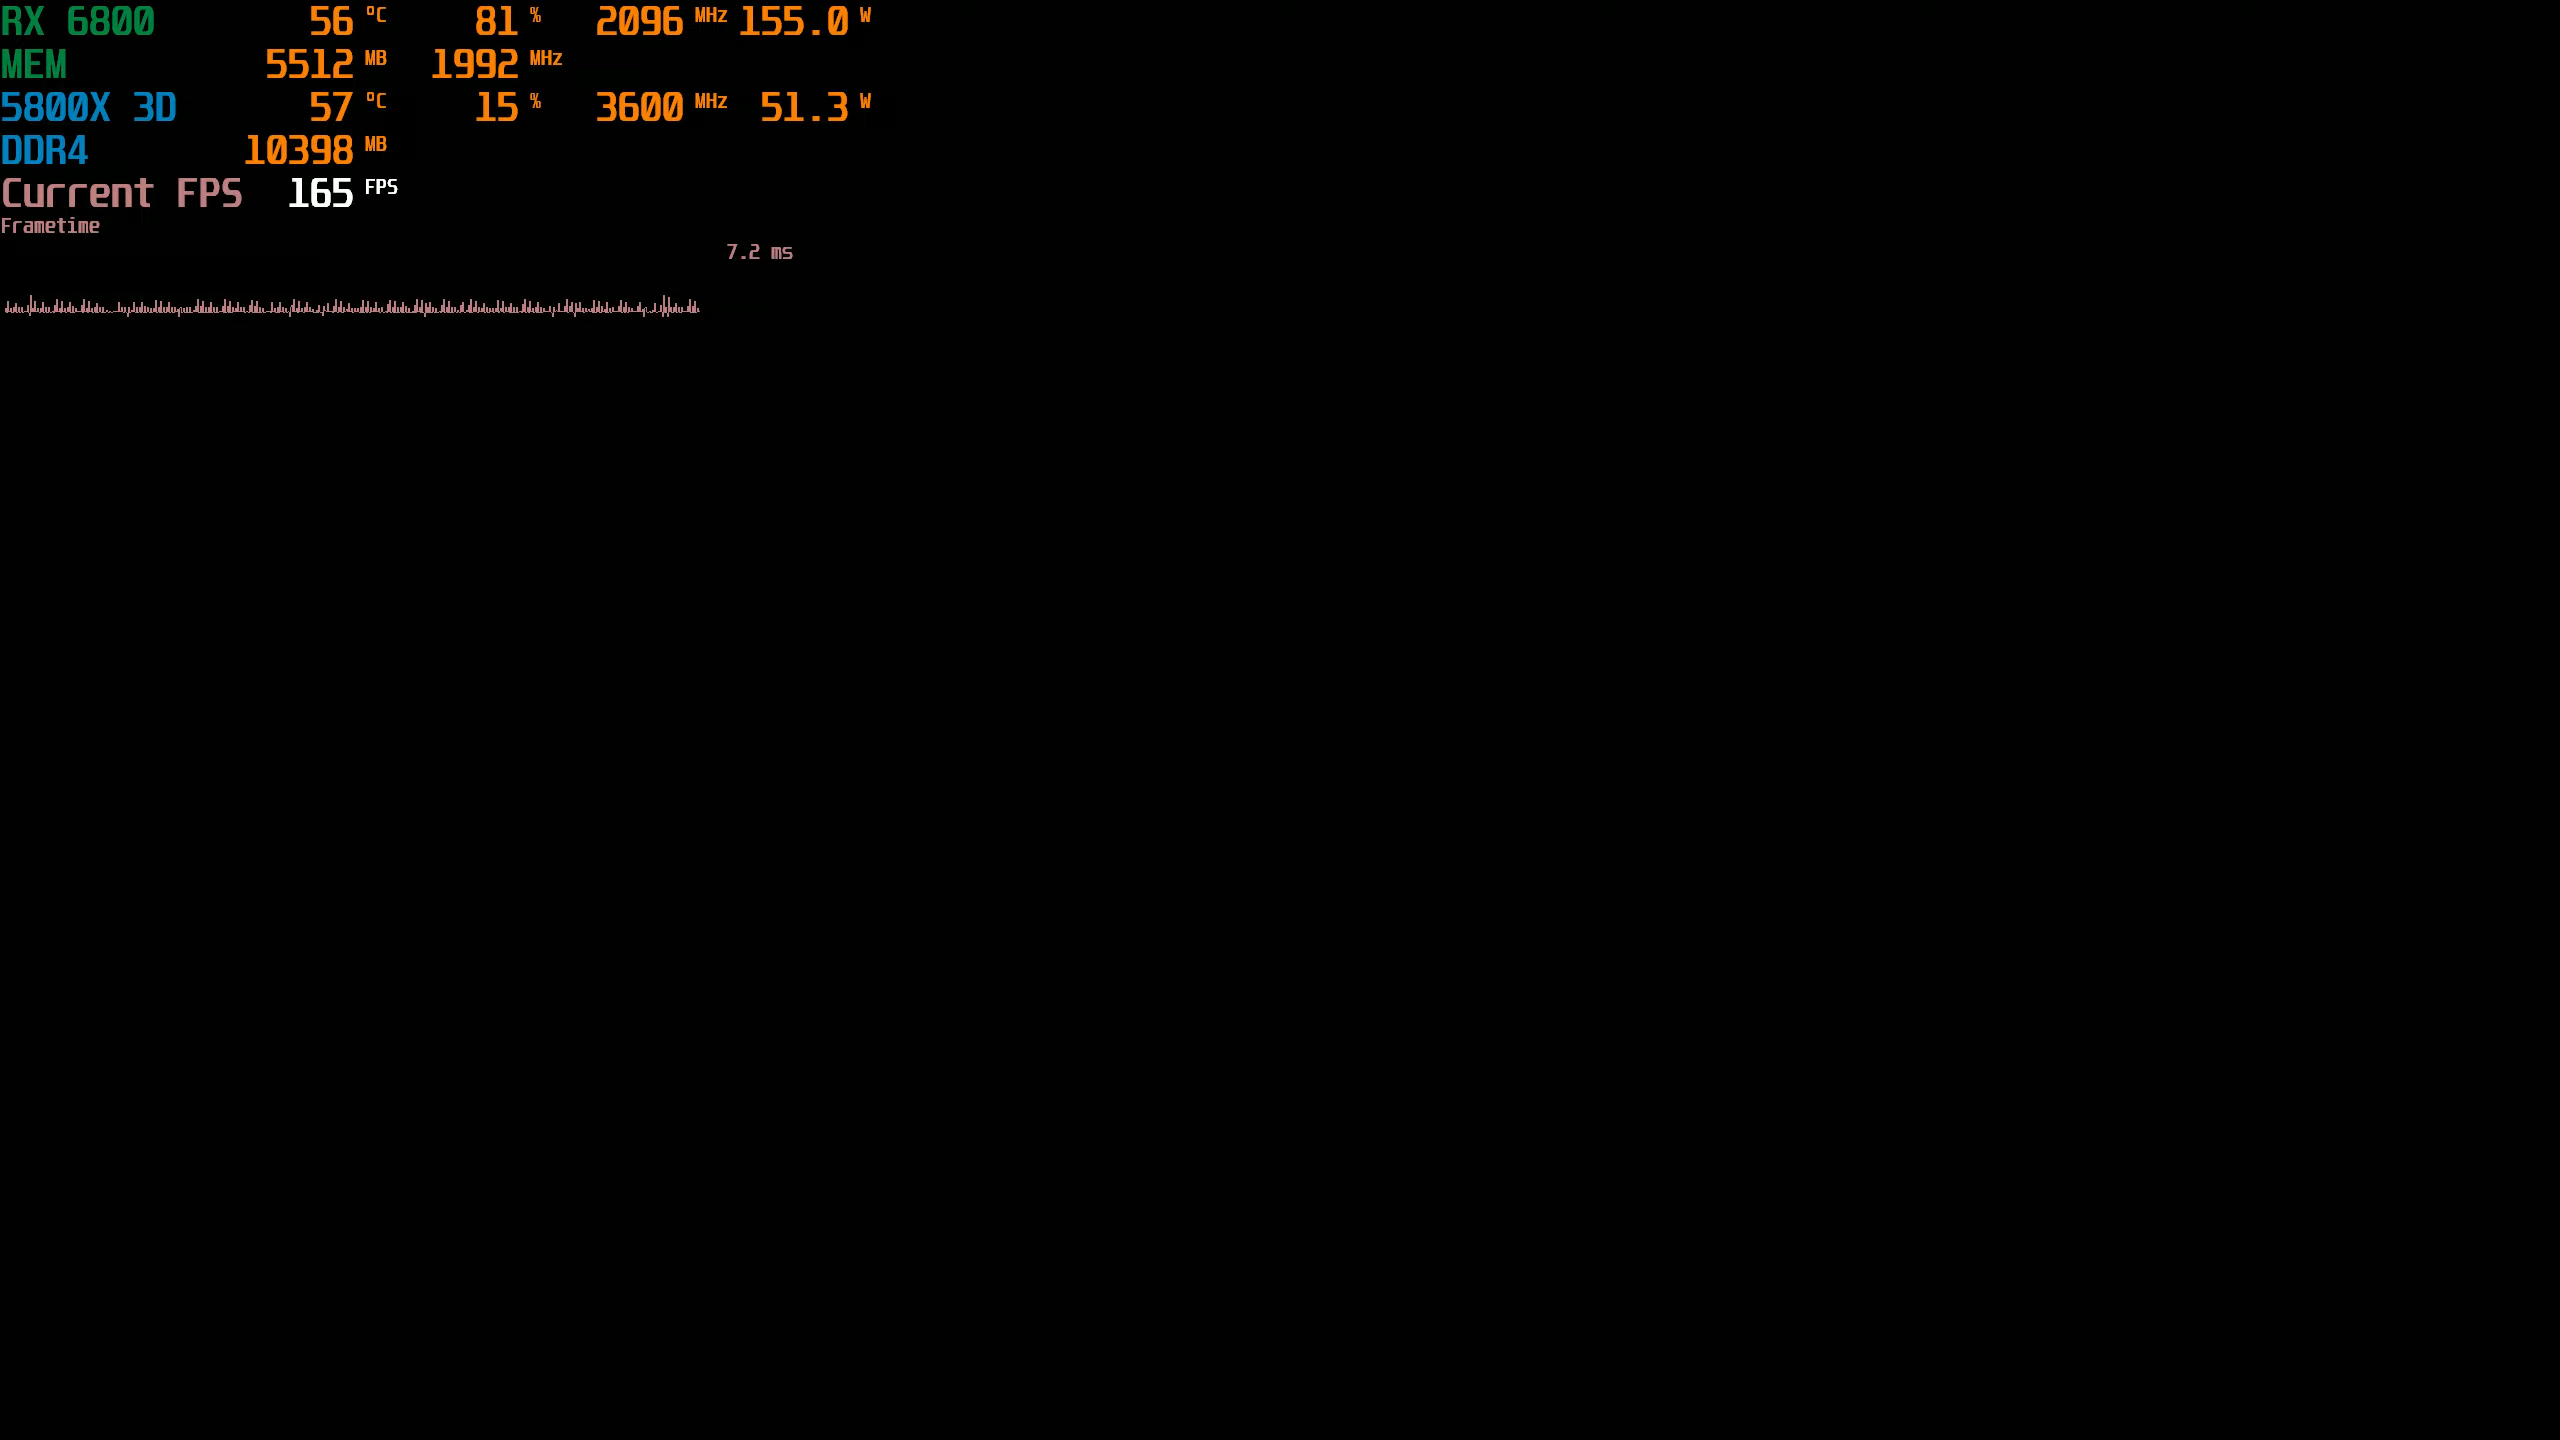 RX 6800 56 °C 81 % 2096 MHz 155.0 W
MEM 5512 MB 1992 MHz
5800X 3D 57 °C 15 % 3600 MHz 51.3 W
DDR4 10398 MB
Current FPS 165 FPS
Frametime
7.2 ms